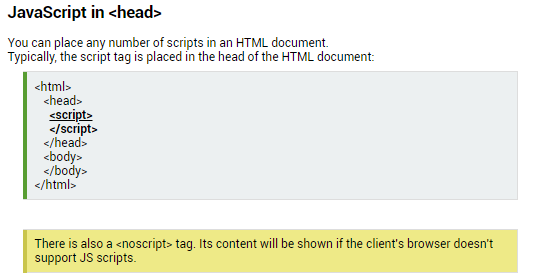 JavaScript in <head>
You can place any number of scripts in an HTML document.
Typically, the script tag is placed in the head of the HTML document:
<html>
<head>
<script>
</script>
</head>
<body>
</body>
</html>
There is also a <noscript> tag. Its content will be shown if the client's browser doesn't
support JS scripts.